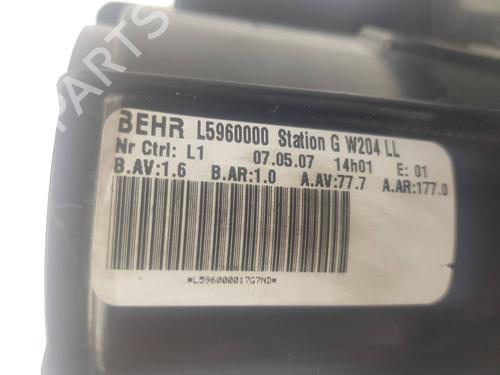 BEHR L5960000 Station G W204 LL
Nr Ctrl: L1 07.05.07 14h01 E: 01
B.AV:1.6 B.AR:1.0 A.AV:77.7 A.AR:177.0
*L596000017G7ND*
B-PARTS